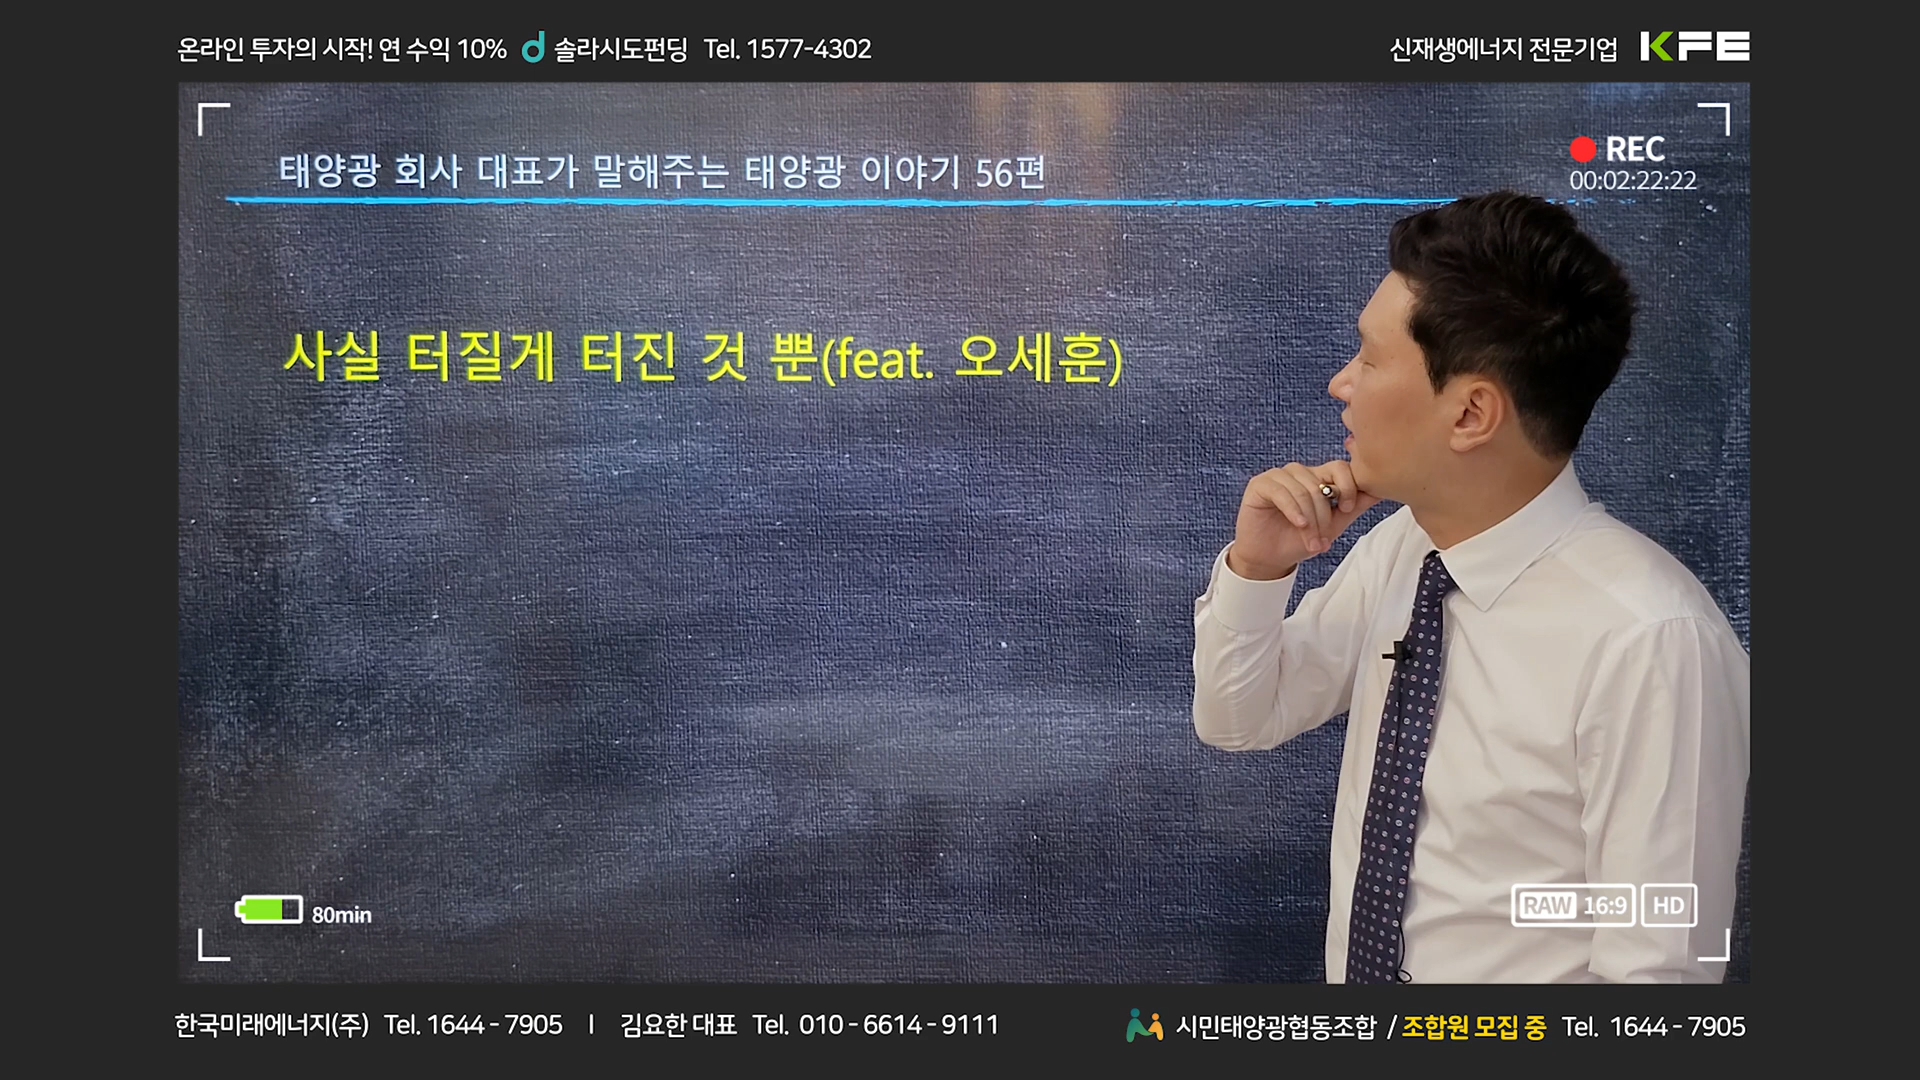 온라인 투자의 시작! 연 수익 10% 솔라시도펀딩 Tel. 1577-4302
신재생에너지 전문기업 KFE
REC
00:02:22:22
태양광 회사 대표가 말해주는 태양광 이야기 56편
사실 터질게 터진 것 뿐(feat. 오세훈)
80min
RAW 16:9 HD
한국미래에너지(주) Tel. 1644 - 7905 | 김요한 대표 Tel. 010 - 6614 - 9111
시민태양광협동조합 / 조합원 모집 중 Tel. 1644 - 7905